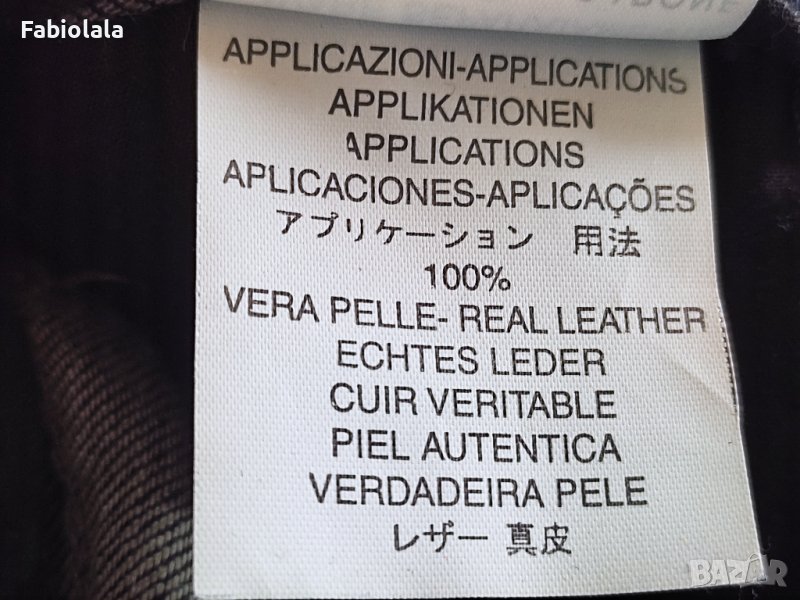 Fabiolala
APPLICAZIONI-APPLICATIONS
APPLIKATIONEN
APPLICATIONS
APLICACIONES-APLICAÇÕES
アプリケーション 用法
100%
VERA PELLE- REAL LEATHER
ECHTES LEDER
CUIR VERITABLE
PIEL AUTENTICA
VERDADEIRA PELE
レザー 真皮
BAZAR